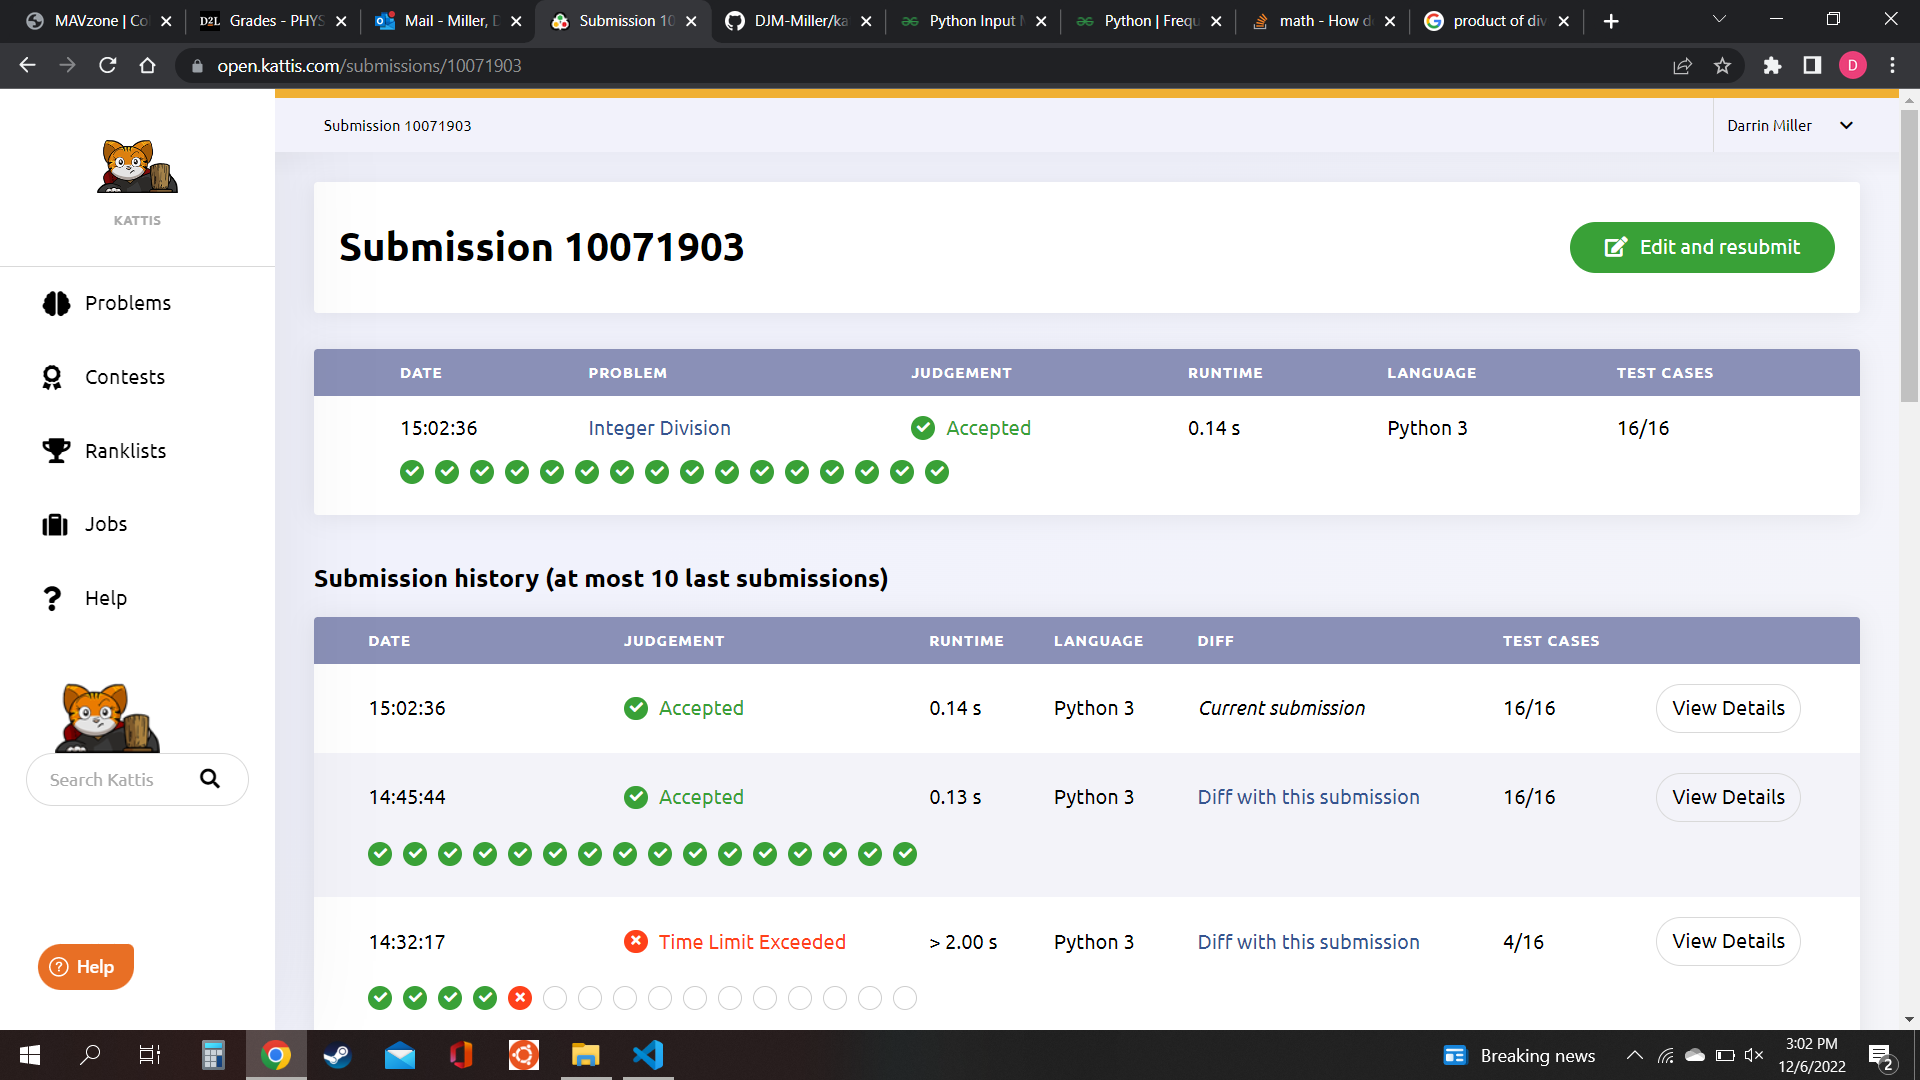 MAVzone | Co
Grades - PHYS
Mail - Miller, D
Submission 10
DJM-Miller/ka
Python Input M
Python | Frequ
math - How do
product of div
open.kattis.com/submissions/10071903
D
Submission 10071903
Darrin Miller
KATTIS
Submission 10071903
Edit and resubmit
Problems
Contests
Ranklists
Jobs
Help
Search Kattis
Help
DATE PROBLEM JUDGEMENT RUNTIME LANGUAGE TEST CASES
15:02:36 Integer Division Accepted 0.14 s Python 3 16/16
Submission history (at most 10 last submissions)
DATE JUDGEMENT RUNTIME LANGUAGE DIFF TEST CASES
15:02:36 Accepted 0.14 s Python 3 Current submission 16/16 View Details
14:45:44 Accepted 0.13 s Python 3 Diff with this submission 16/16 View Details
14:32:17 Time Limit Exceeded > 2.00 s Python 3 Diff with this submission 4/16 View Details
Breaking news
3:02 PM
12/6/2022
2